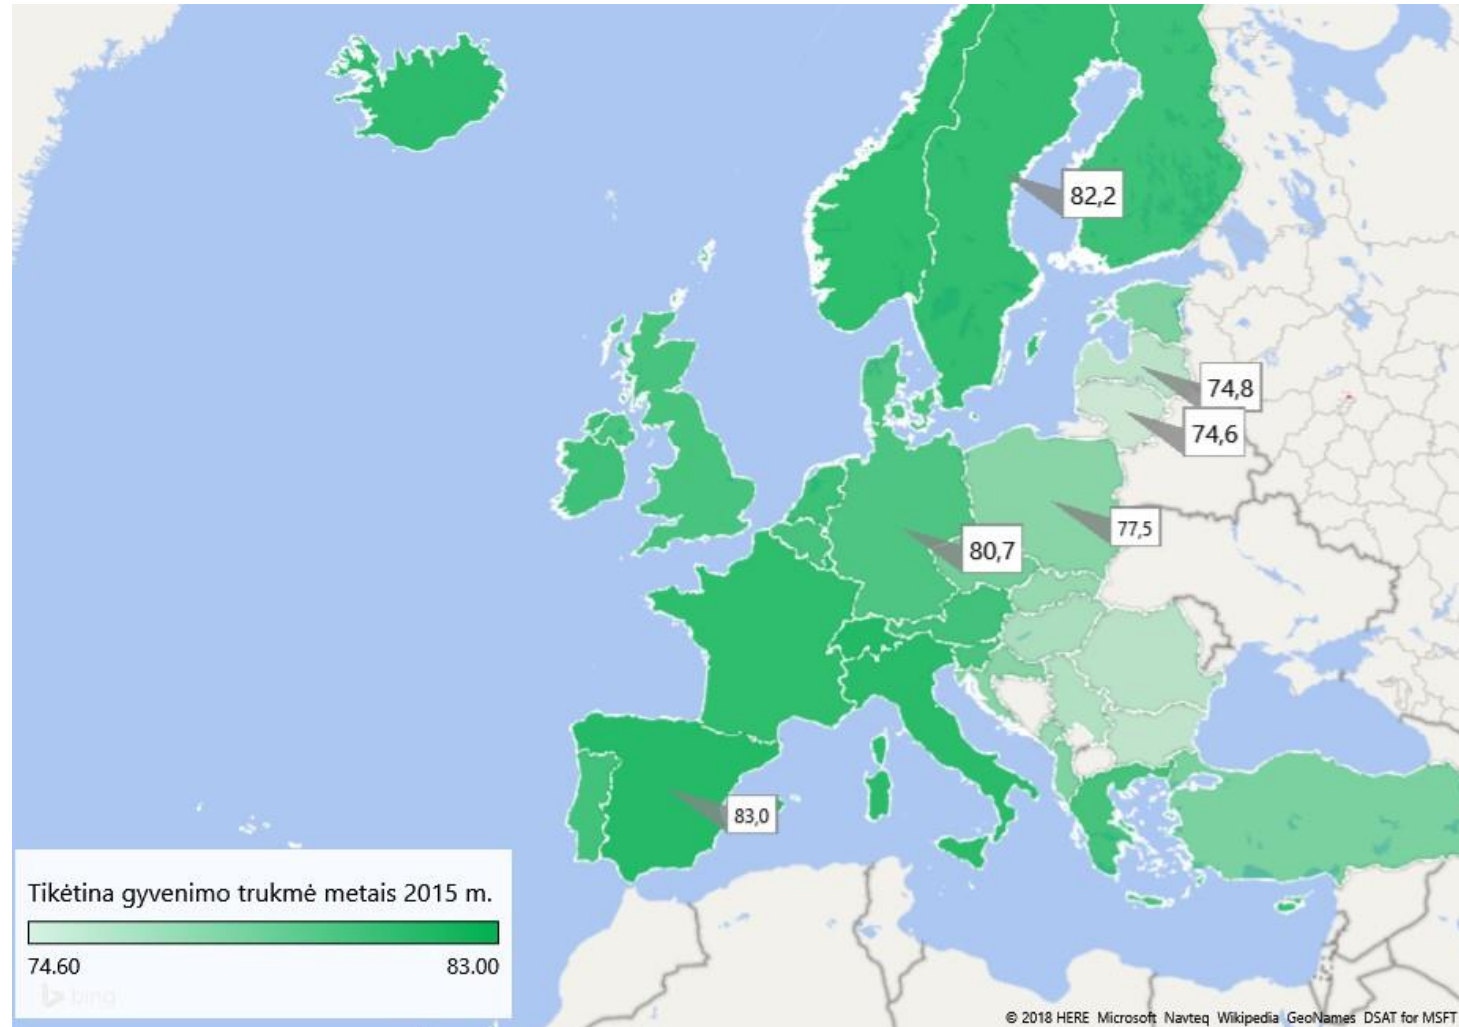 82,2
74,8
74,6
77,5
80,7
83,0
Tikėtina gyvenimo trukmė metais 2015 m.
74.60 83.00
bing
© 2018 HERE Microsoft Navteq Wikipedia GeoNames DSAT for MSFT